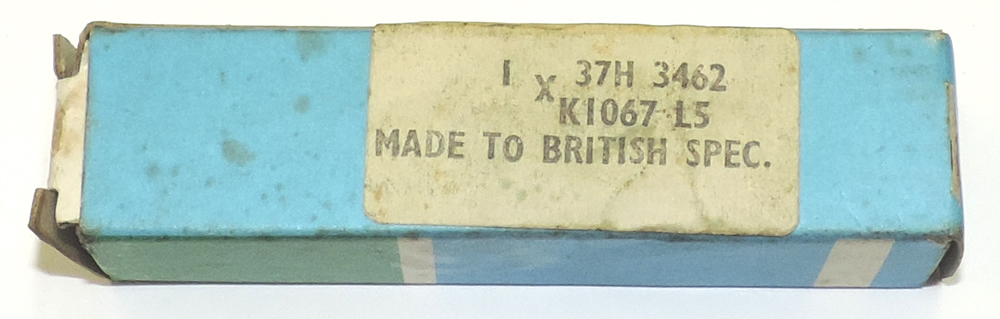 1 x 37H 3462
K1067 L5
MADE TO BRITISH SPEC.